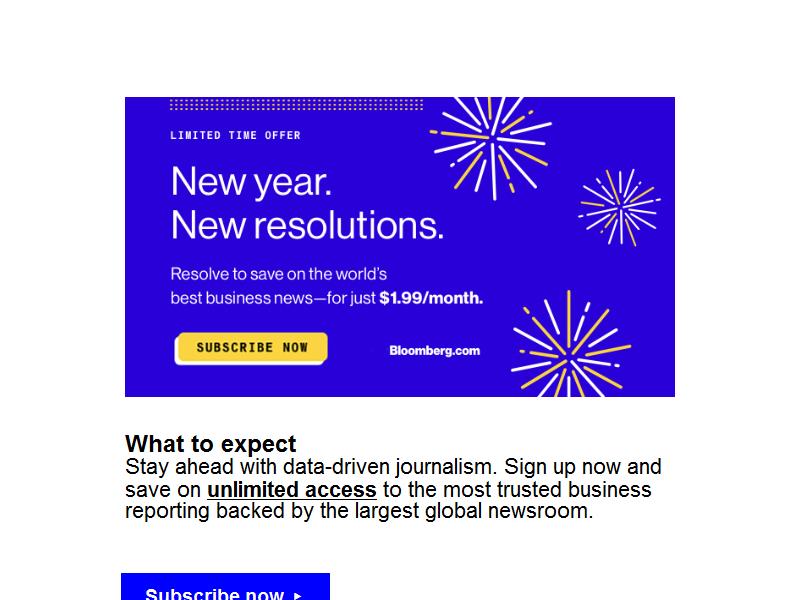 LIMITED TIME OFFER
New year.
New resolutions.
Resolve to save on the world's
best business news—for just $1.99/month.
SUBSCRIBE NOW
Bloomberg.com
What to expect
Stay ahead with data-driven journalism. Sign up now and
save on unlimited access to the most trusted business
reporting backed by the largest global newsroom.
Subscribe now